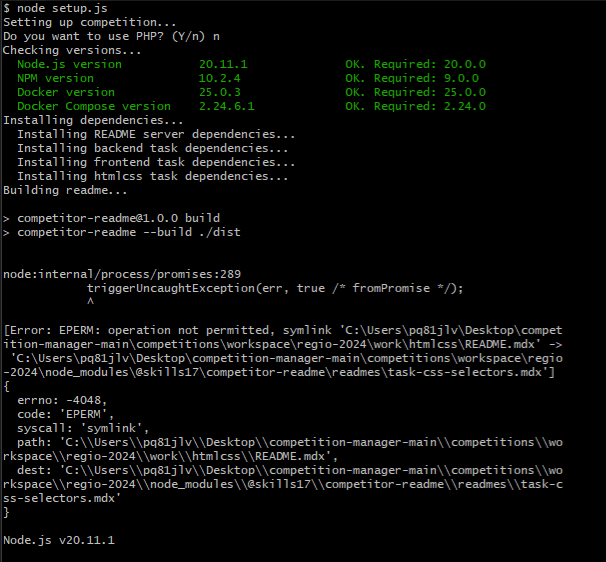 $ node setup.js
Setting up competition...
Do you want to use PHP? (Y/n) n
Checking versions...
  Node.js version           20.11.1              OK. Required: 20.0.0
  NPM version               10.2.4               OK. Required: 9.0.0
  Docker version            25.0.3               OK. Required: 25.0.0
  Docker Compose version    2.24.6.1             OK. Required: 2.24.0
Installing dependencies...
  Installing README server dependencies...
  Installing backend task dependencies...
  Installing frontend task dependencies...
  Installing htmlcss task dependencies...
Building readme...

> competitor-readme@1.0.0 build
> competitor-readme --build ./dist

node:internal/process/promises:289
            triggerUncaughtException(err, true /* fromPromise */);
            ^

[Error: EPERM: operation not permitted, symlink 'C:\Users\pq81jlv\Desktop\compet
ition-manager-main\competitions\workspace\regio-2024\work\htmlcss\README.mdx' ->
 'C:\Users\pq81jlv\Desktop\competition-manager-main\competitions\workspace\regio
-2024\node_modules\@skills17\competitor-readme\readmes\task-css-selectors.mdx']
{
  errno: -4048,
  code: 'EPERM',
  syscall: 'symlink',
  path: 'C:\\Users\\pq81jlv\\Desktop\\competition-manager-main\\competitions\\wo
rkspace\\regio-2024\\work\\htmlcss\\README.mdx',
  dest: 'C:\\Users\\pq81jlv\\Desktop\\competition-manager-main\\competitions\\wo
rkspace\\regio-2024\\node_modules\\@skills17\\competitor-readme\\readmes\\task-c
ss-selectors.mdx'
}

Node.js v20.11.1